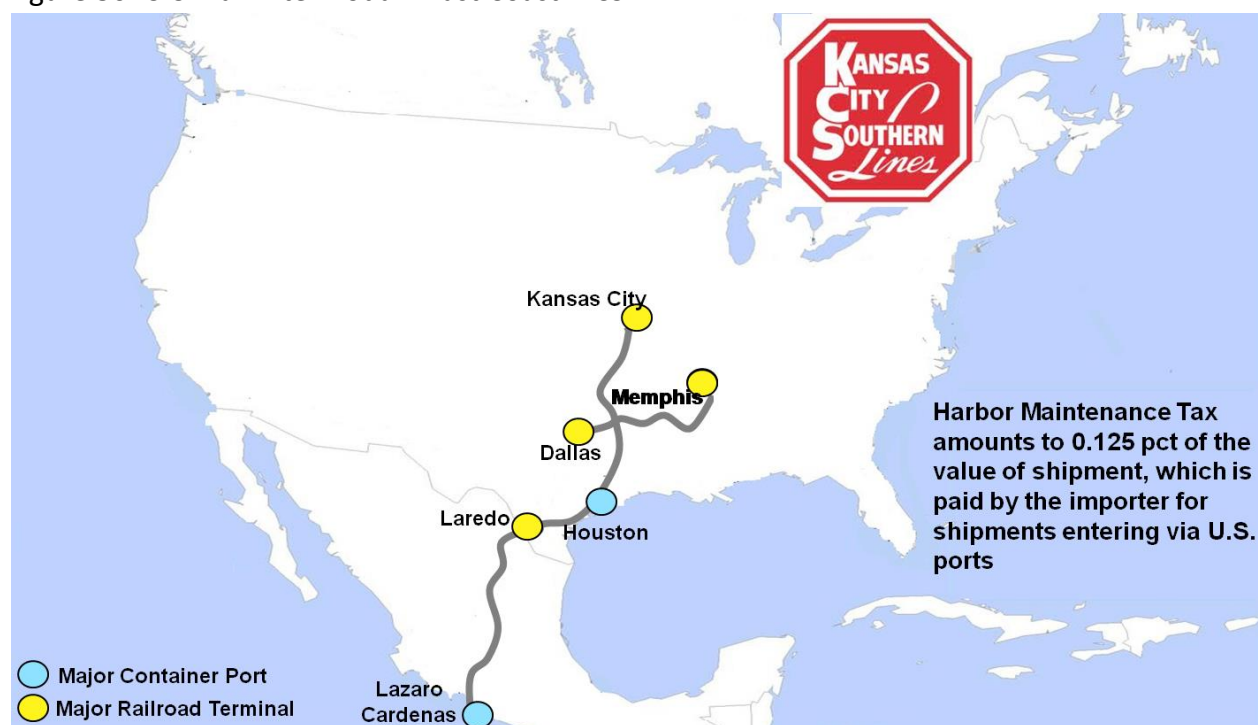 KANSAS
CITY
SOUTHERN
Lines
Kansas City
Memphis
Dallas
Laredo
Houston
Harbor Maintenance Tax
amounts to 0.125 pct of the
value of shipment, which is
paid by the importer for
shipments entering via U.S.
ports
Major Container Port
Major Railroad Terminal
Lazaro
Cardenas